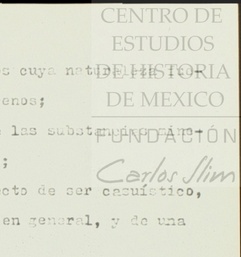 CENTRO DE
ESTUDIOS
s cuya naturaleza
DE HISTORIA
DE MEXICO
enos;
las substancias
FUNDACIÓN
;
Carlos Slim
cto de ser casuístico,
en general, y de una